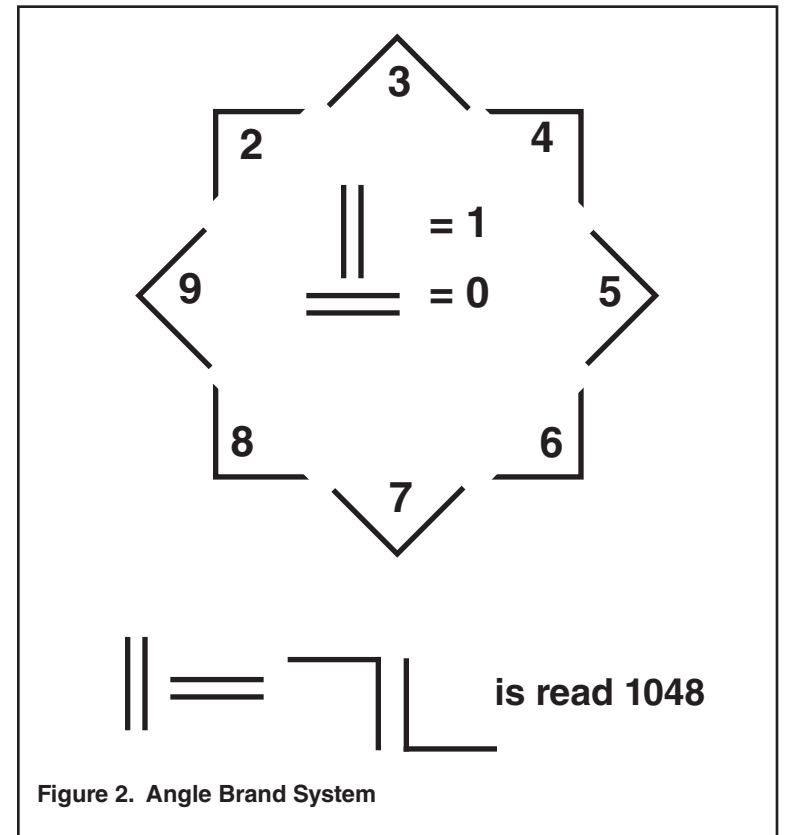 3
2 4
= 1
9 = 0 5
8 6
7
is read 1048
Figure 2. Angle Brand System